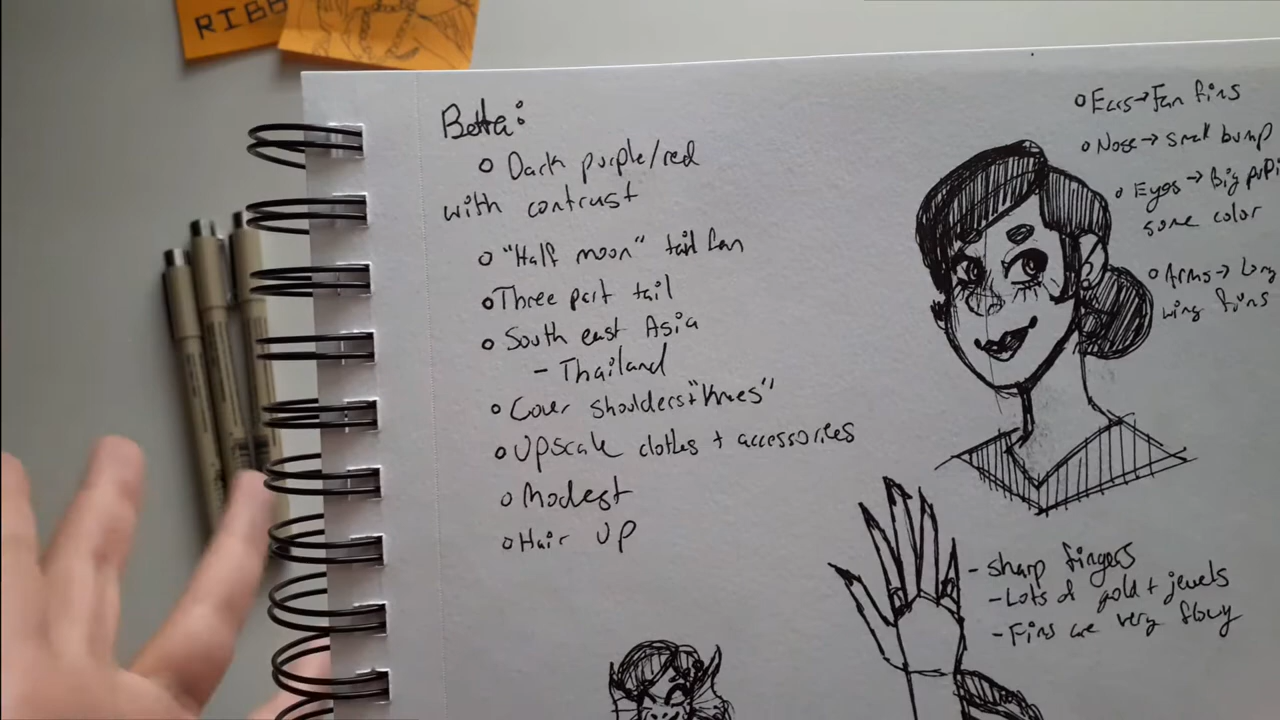 RIBB
Betta:
Dark purple/red
with contrast
"Half moon" tail fan
Three part tail
South east Asia
- Thailand
Cover shoulders + "Knees"
Upscale clothes + accessories
Modest
Hair Up
Ears → Fan fins
Nose → small bump
Eyes → Big pupi
some color
Arms → Long
wing fins
- Sharp fingers
- Lots of gold + jewels
- Fins are very flowy